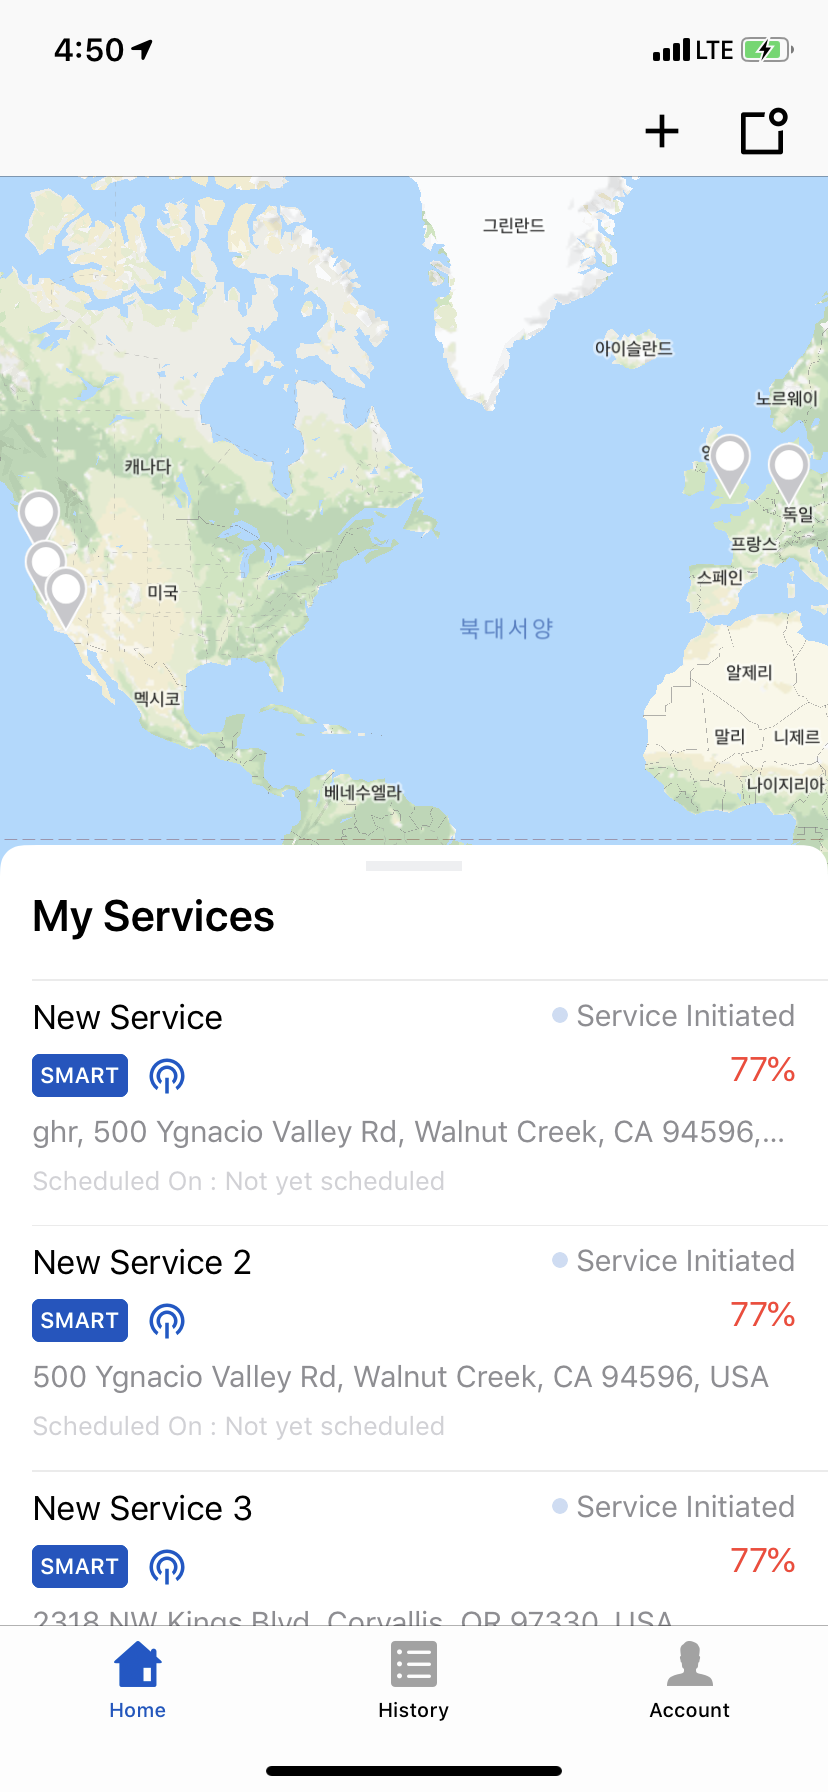 4:50
LTE
그린란드
아이슬란드
노르웨이
캐나다
독일
프랑스
스페인
미국
북대서양
알제리
멕시코
말리 니제르
나이지리아
베네수엘라
My Services
New Service
Service Initiated
SMART
77%
ghr, 500 Ygnacio Valley Rd, Walnut Creek, CA 94596,...
Scheduled On : Not yet scheduled
New Service 2
Service Initiated
SMART
77%
500 Ygnacio Valley Rd, Walnut Creek, CA 94596, USA
Scheduled On : Not yet scheduled
New Service 3
Service Initiated
SMART
77%
2318 NW Kings Blvd, Corvallis, OR 97330, USA
Home
History
Account